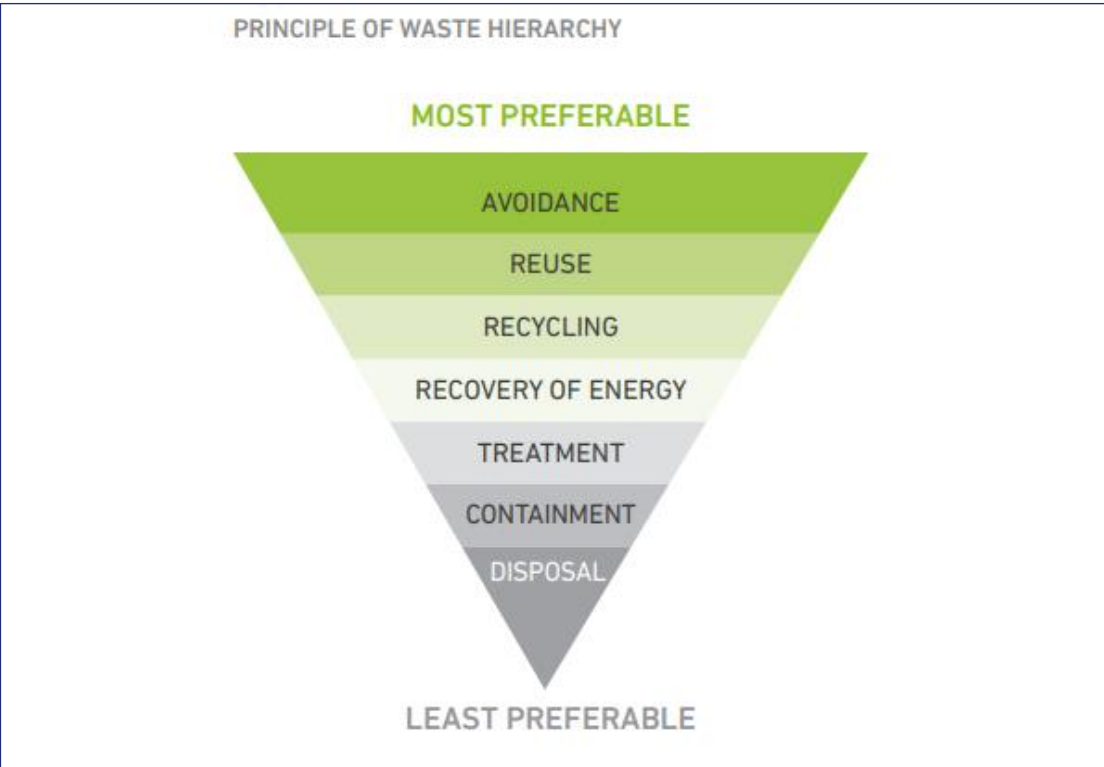 PRINCIPLE OF WASTE HIERARCHY
MOST PREFERABLE
AVOIDANCE
REUSE
RECYCLING
RECOVERY OF ENERGY
TREATMENT
CONTAINMENT
DISPOSAL
LEAST PREFERABLE